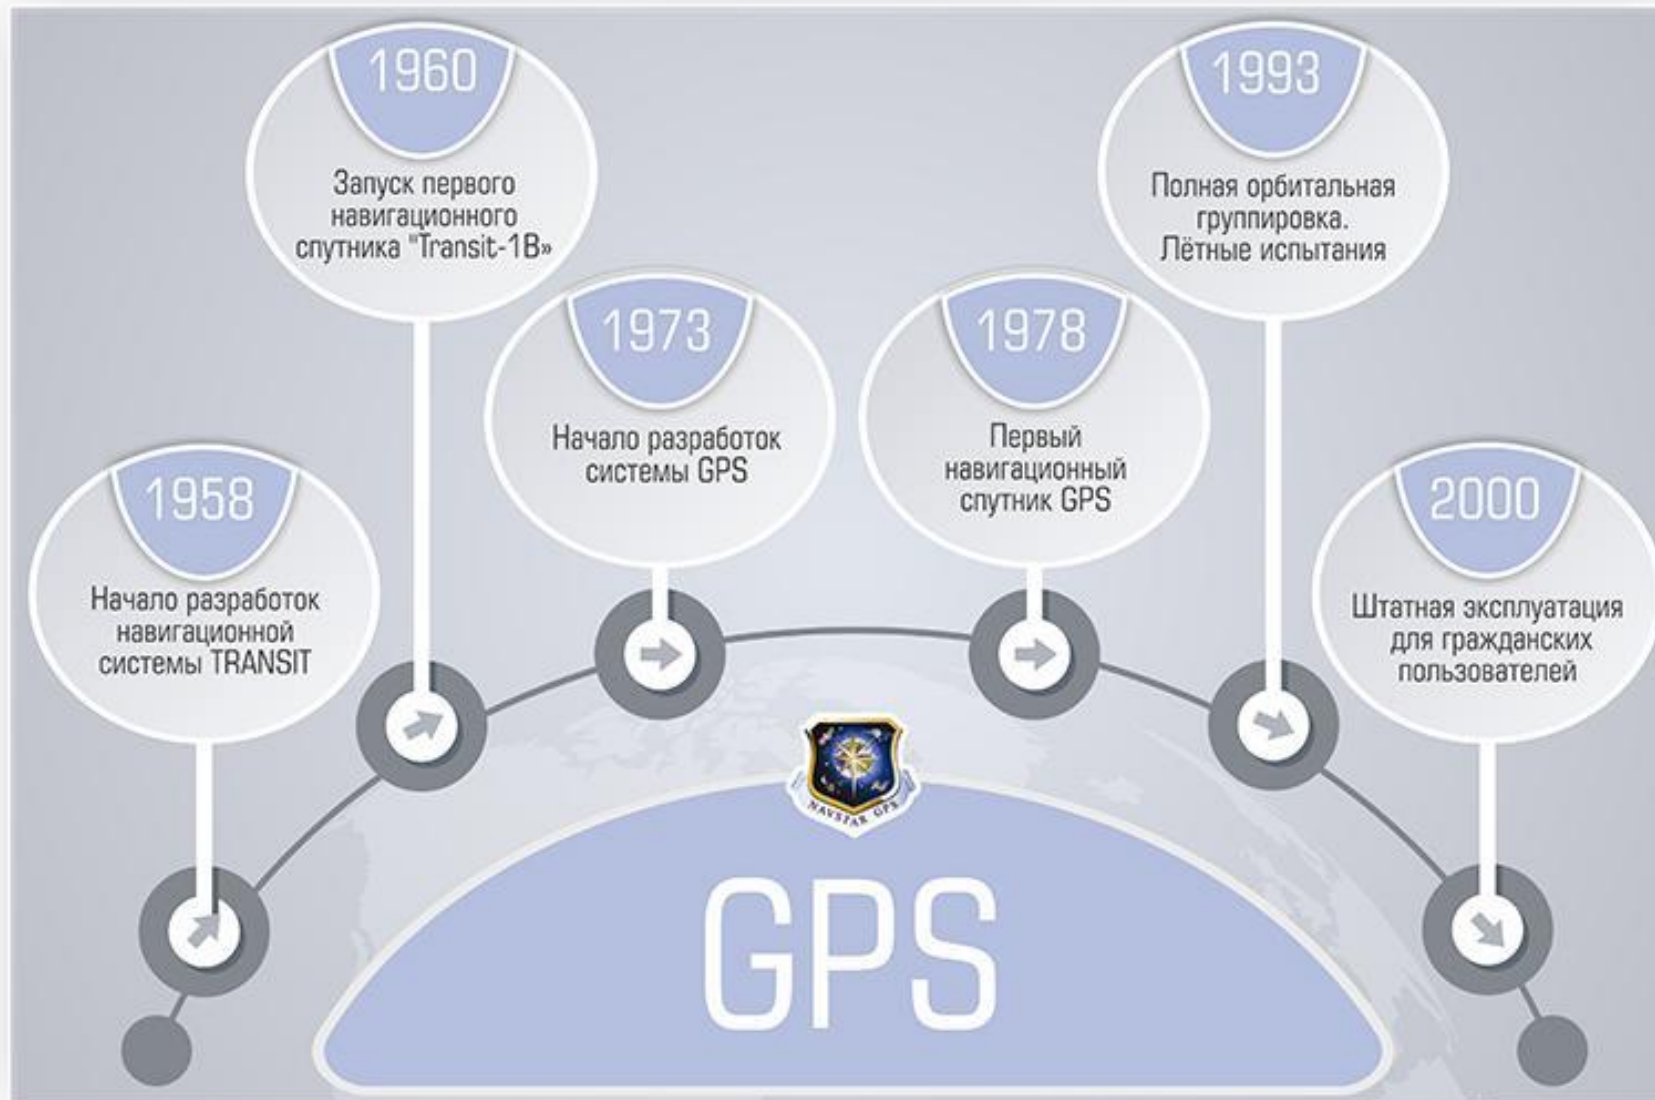 1958
Начало разработок
навигационной
системы TRANSIT
1960
Запуск первого
навигационного
спутника "Transit-1B»
1973
Начало разработок
системы GPS
1978
Первый
навигационный
спутник GPS
1993
Полная орбитальная
группировка.
Лётные испытания
2000
Штатная эксплуатация
для гражданских
пользователей
NAVSTAR GPS
GPS